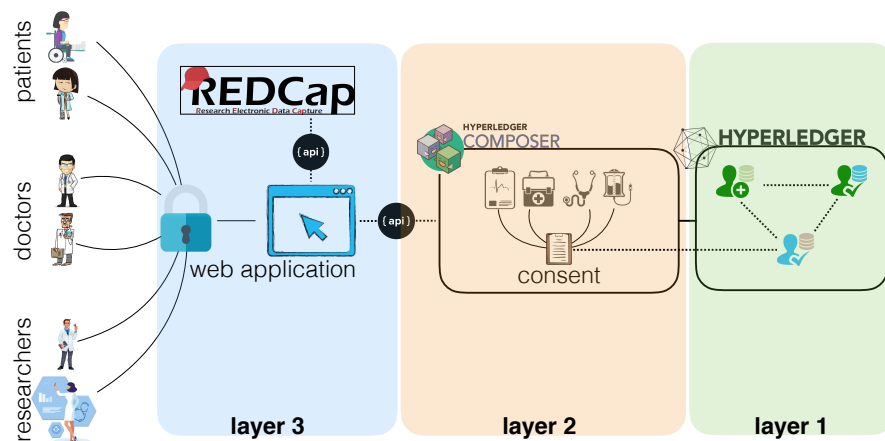 patients
doctors
researchers
REDCap
Research Electronic Data Capture
{ api }
web application
{ api }
layer 3
HYPERLEDGER
COMPOSER
consent
layer 2
HYPERLEDGER
layer 1